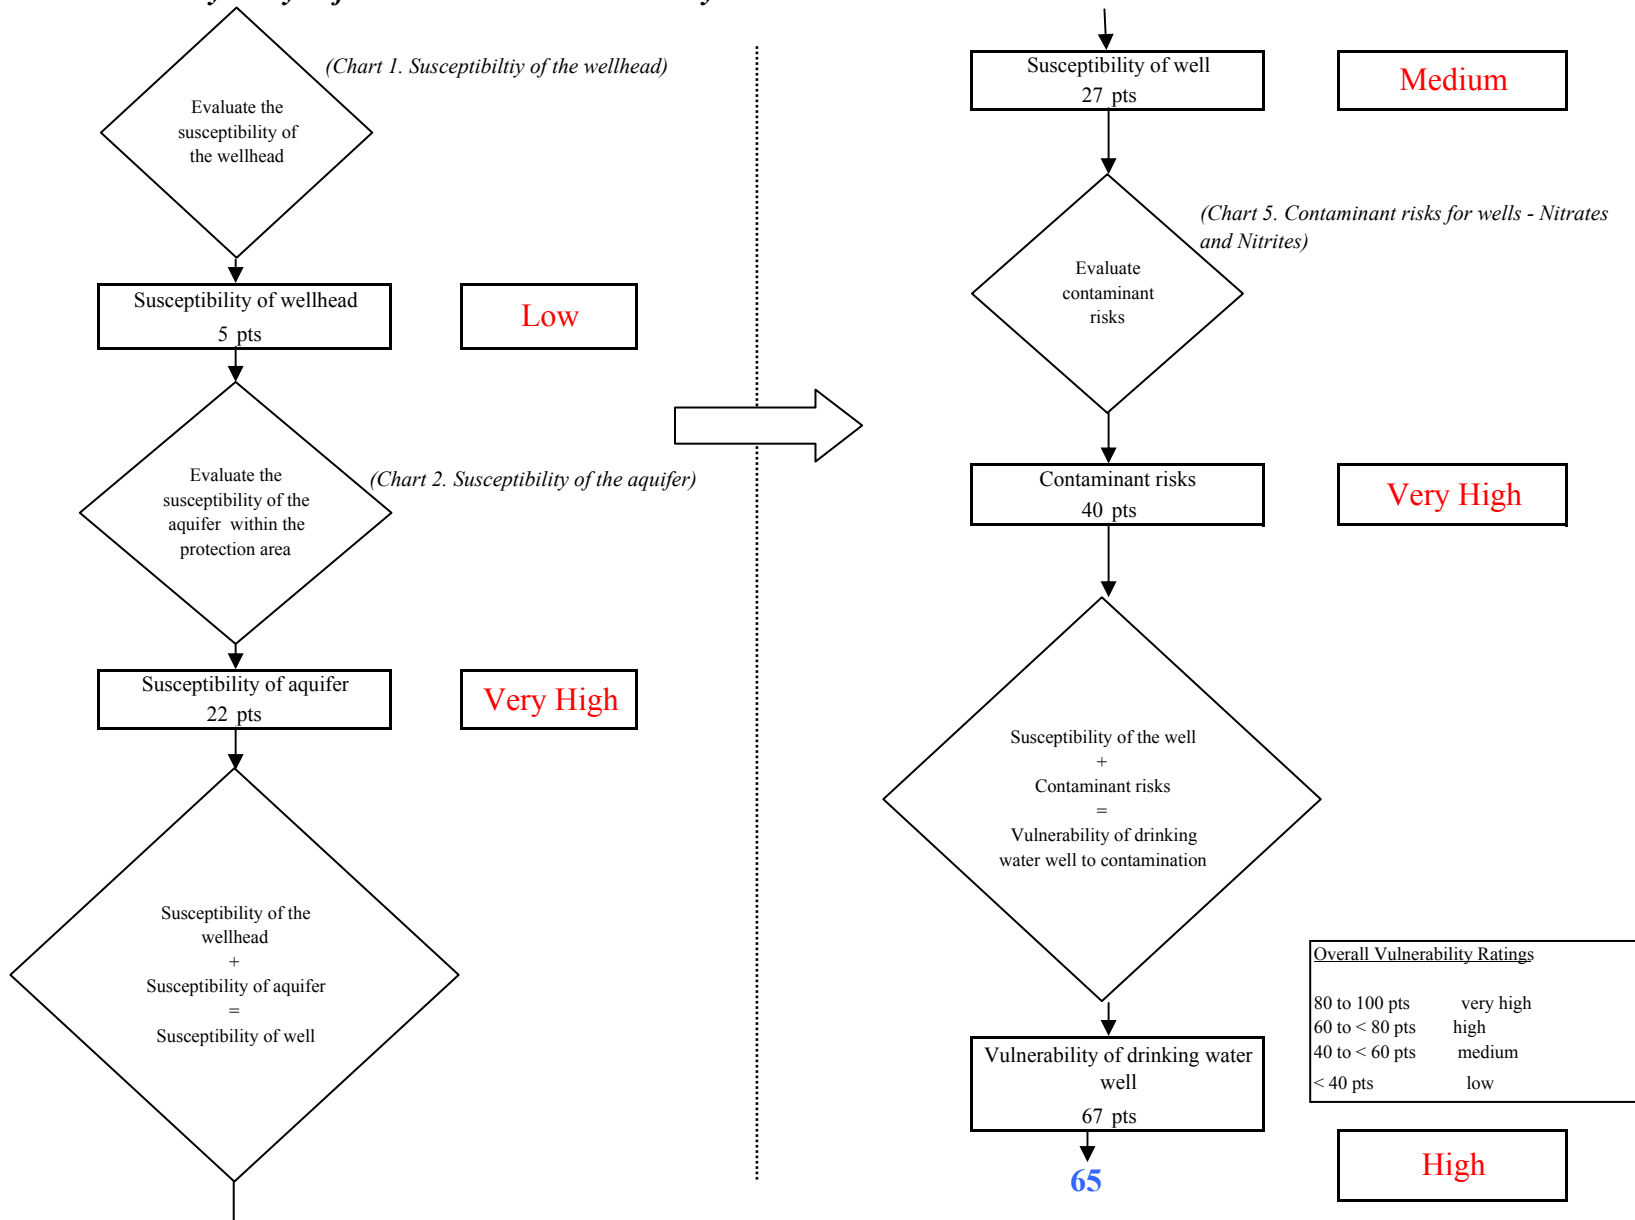 (Chart 1. Susceptibiltiy of the wellhead)
Evaluate the
susceptibility of
the wellhead
Susceptibility of wellhead
5 pts
Low
Evaluate the
susceptibility of the
aquifer within the
protection area
(Chart 2. Susceptibility of the aquifer)
Susceptibility of aquifer
22 pts
Very High
Susceptibility of the
wellhead
+
Susceptibility of aquifer
=
Susceptibility of well
Susceptibility of well
27 pts
Medium
(Chart 5. Contaminant risks for wells - Nitrates
and Nitrites)
Evaluate
contaminant
risks
Contaminant risks
40 pts
Very High
Susceptibility of the well
+
Contaminant risks
=
Vulnerability of drinking
water well to contamination
Overall Vulnerability Ratings
80 to 100 pts very high
60 to < 80 pts high
40 to < 60 pts medium
< 40 pts low
Vulnerability of drinking water
well
67 pts
65
High